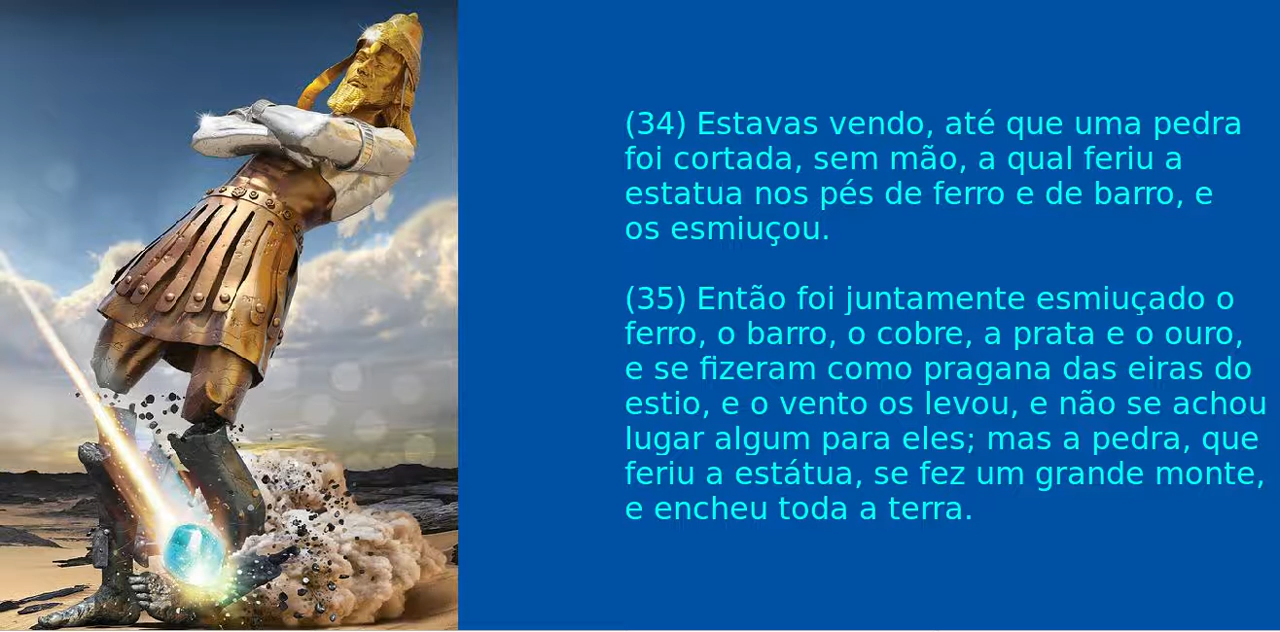 (34) Estavas vendo, até que uma pedra
foi cortada, sem mão, a qual feriu a
estatua nos pés de ferro e de barro, e
os esmiuçou.
(35) Então foi juntamente esmiuçado o
ferro, o barro, o cobre, a prata e o ouro,
e se fizeram como pragana das eiras do
estio, e o vento os levou, e não se achou
lugar algum para eles; mas a pedra, que
feriu a estátua, se fez um grande monte,
e encheu toda a terra.